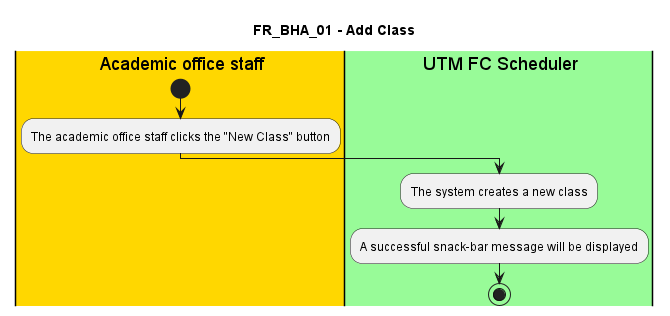 FR_BHA_01 - Add Class
Academic office staff
UTM FC Scheduler
The academic office staff clicks the "New Class" button
The system creates a new class
A successful snack-bar message will be displayed